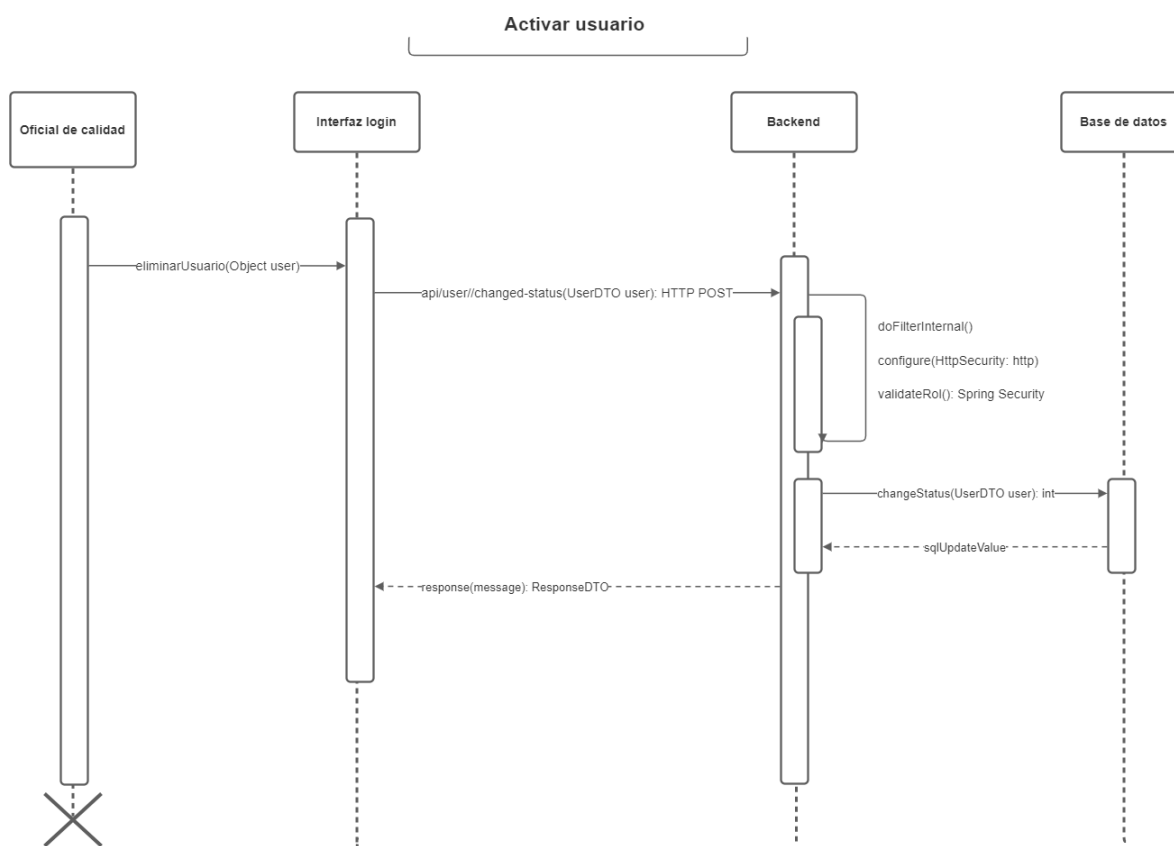 Activar usuario
Oficial de calidad
Interfaz login
Backend
Base de datos
eliminarUsuario(Object user)
api/user//changed-status(UserDTO user): HTTP POST
doFilterInternal()
configure(HttpSecurity: http)
validateRol(): Spring Security
changeStatus(UserDTO user): int
sqlUpdateValue
response(message): ResponseDTO